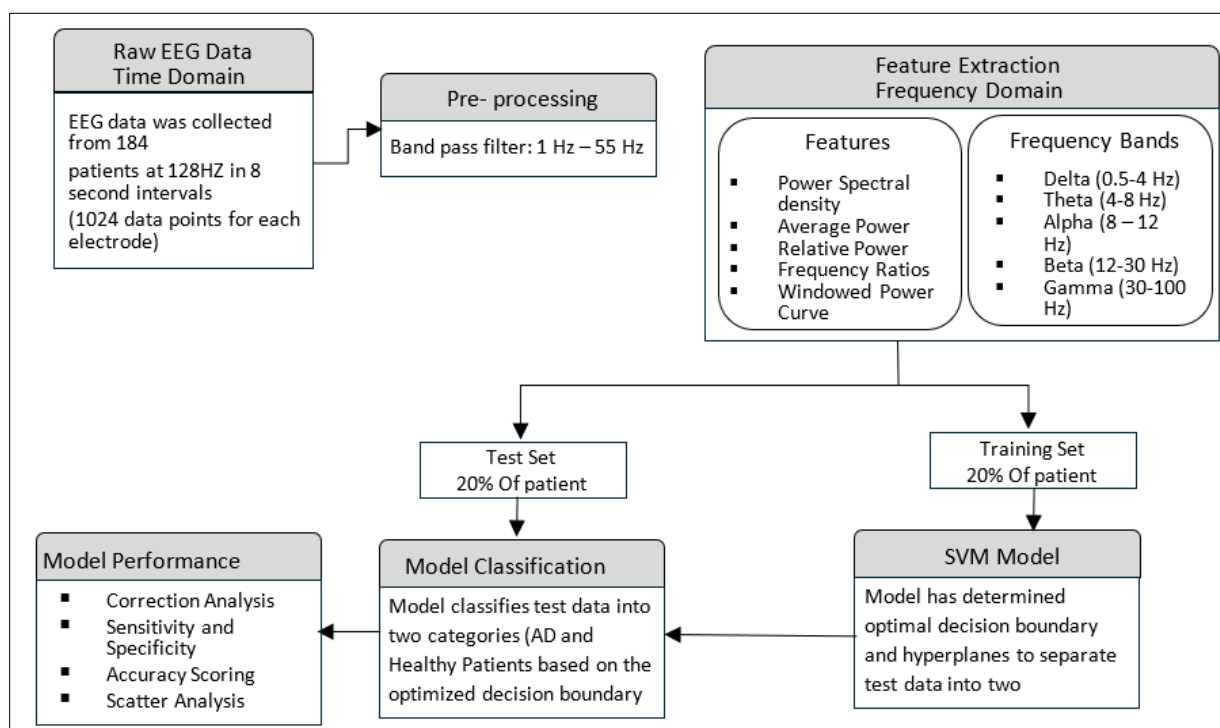 Raw EEG Data
Time Domain
EEG data was collected
from 184
patients at 128HZ in 8
second intervals
(1024 data points for each
electrode)
Pre- processing
Band pass filter: 1 Hz – 55 Hz
Feature Extraction
Frequency Domain
Features
▪ Power Spectral
density
▪ Average Power
▪ Relative Power
▪ Frequency Ratios
▪ Windowed Power
Curve
Frequency Bands
▪ Delta (0.5-4 Hz)
▪ Theta (4-8 Hz)
▪ Alpha (8 – 12
Hz)
▪ Beta (12-30 Hz)
▪ Gamma (30-100
Hz)
Test Set
20% Of patient
Training Set
20% Of patient
Model Performance
▪ Correction Analysis
▪ Sensitivity and
Specificity
▪ Accuracy Scoring
▪ Scatter Analysis
Model Classification
Model classifies test data into
two categories (AD and
Healthy Patients based on the
optimized decision boundary
SVM Model
Model has determined
optimal decision boundary
and hyperplanes to separate
test data into two